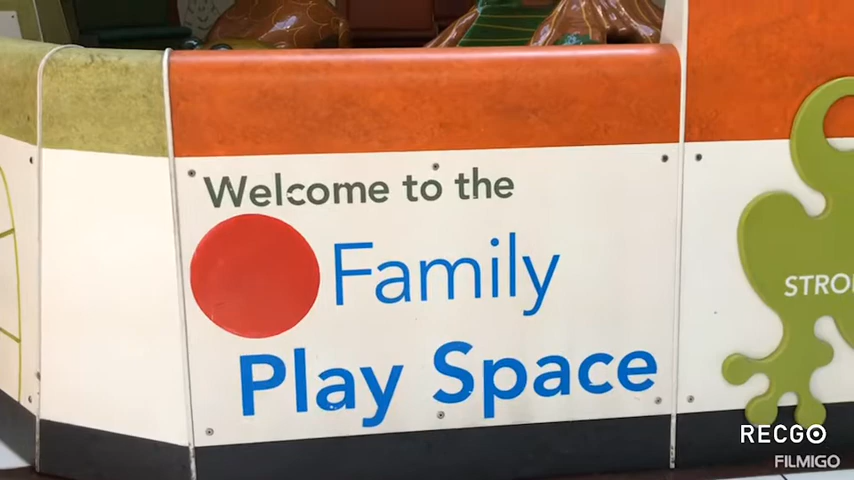 Welcome to the
Family
Play Space
STRO
RECGO
FILMIGO